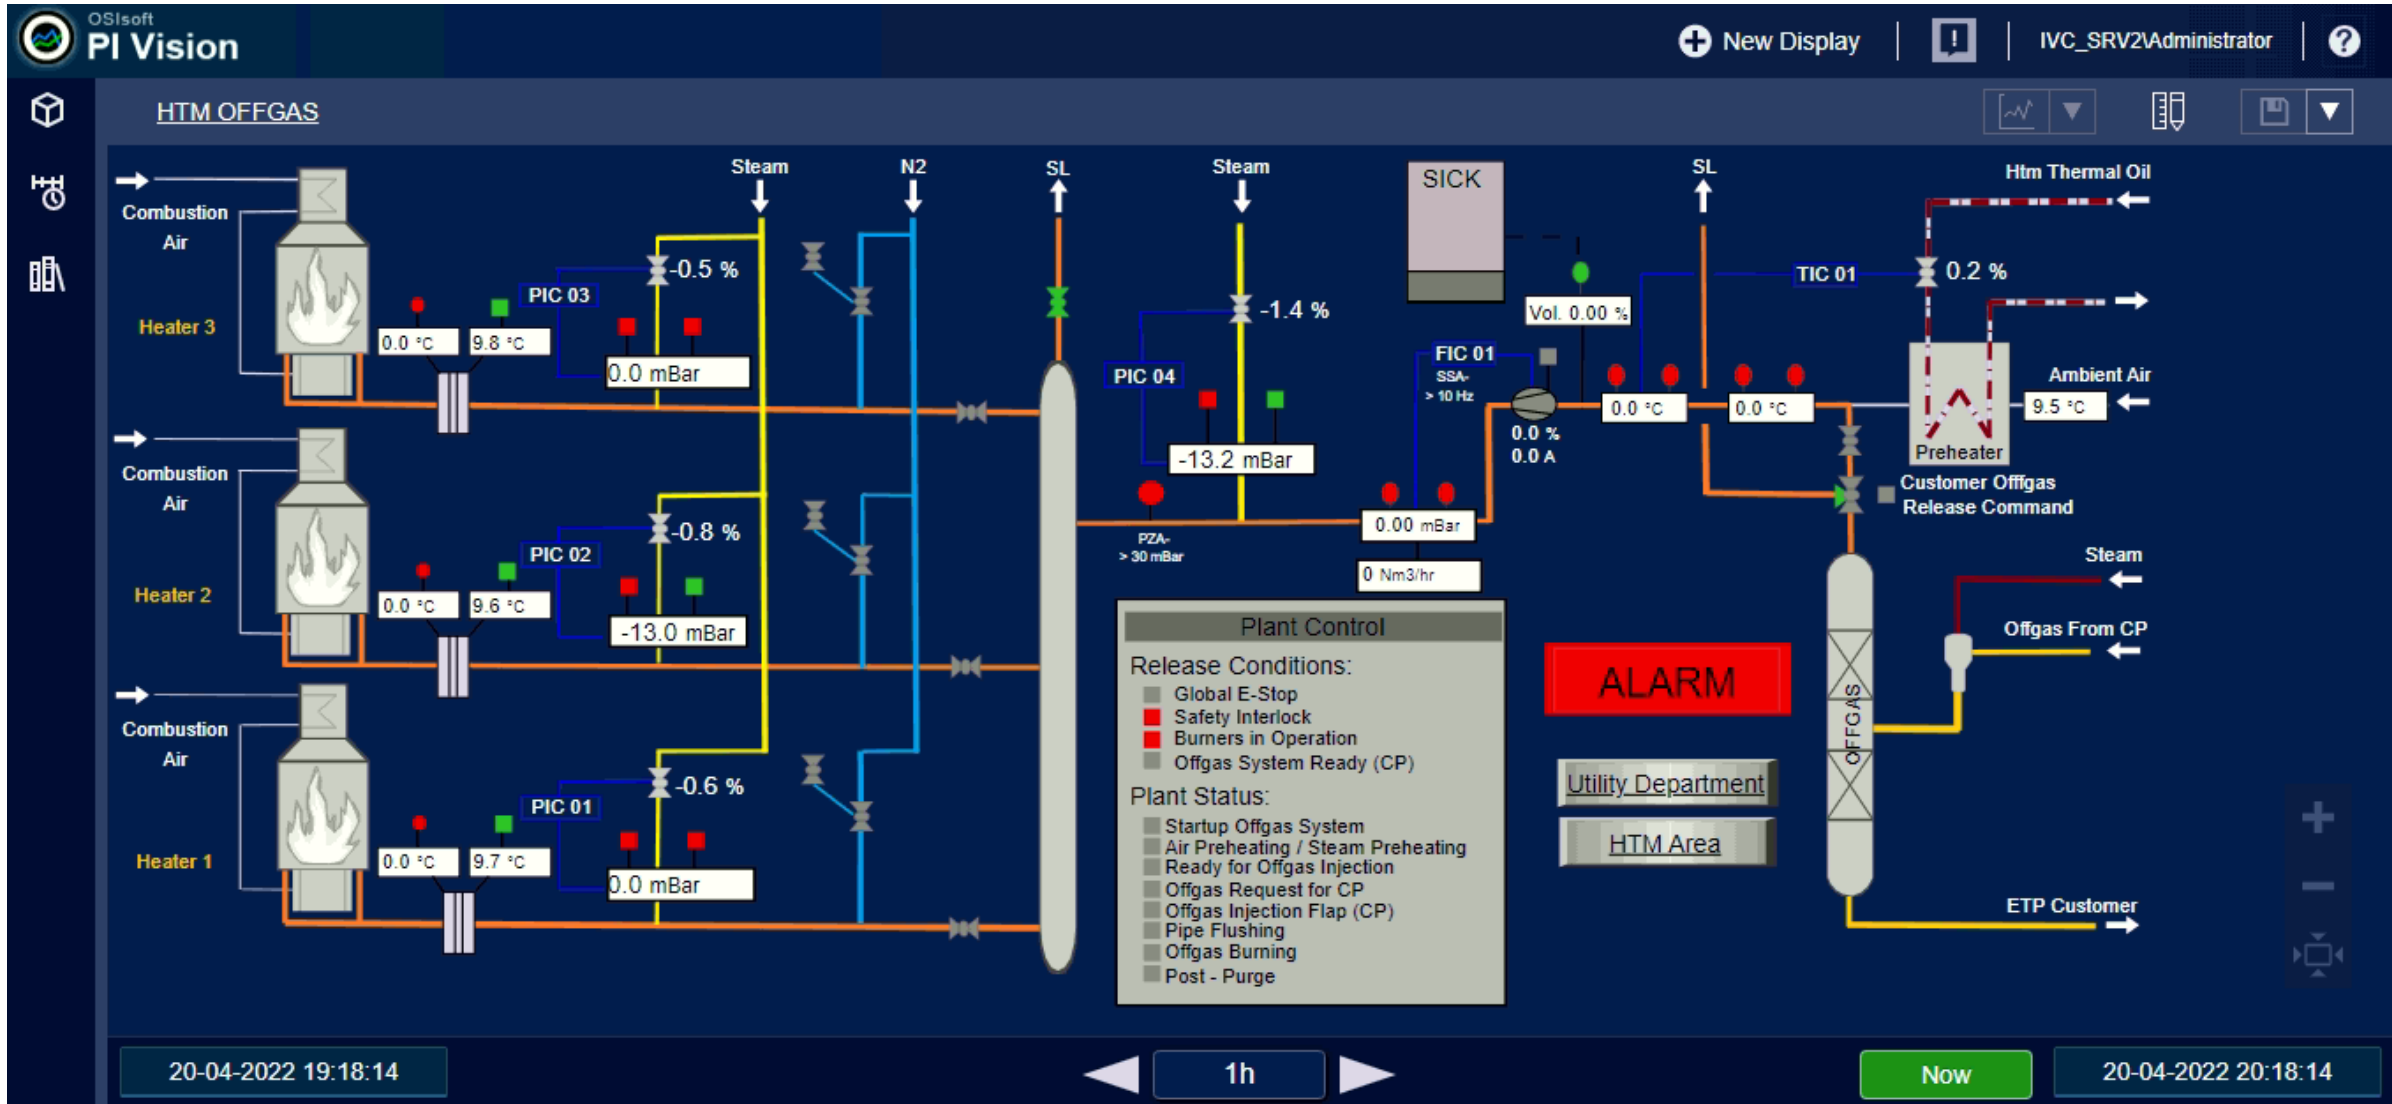 OSIsoft
PI Vision
New Display
IVC_SRV2\Administrator
?
HTM OFFGAS
Steam
N2
SL
Steam
SICK
SL
Htm Thermal Oil
Combustion
Air
-0.5 %
PIC 03
Heater 3
0.0 °C
9.8 °C
0.0 mBar
-1.4 %
PIC 04
FIC 01
SSA-
> 10 Hz
Vol. 0.00 %
TIC 01
0.2 %
0.0 %
0.0 A
0.0 °C
0.0 °C
Ambient Air
9.5 °C
Preheater
Combustion
Air
-0.8 %
PIC 02
Heater 2
0.0 °C
9.6 °C
-13.0 mBar
-13.2 mBar
PZA-
> 30 mBar
0.00 mBar
0 Nm3/hr
Customer Offfgas
Release Command
Steam
Offgas From CP
OFFGAS
ETP Customer
Combustion
Air
-0.6 %
PIC 01
Heater 1
0.0 °C
9.7 °C
0.0 mBar
Plant Control
Release Conditions:
Global E-Stop
Safety Interlock
Burners in Operation
Offgas System Ready (CP)
Plant Status:
Startup Offgas System
Air Preheating / Steam Preheating
Ready for Offgas Injection
Offgas Request for CP
Offgas Injection Flap (CP)
Pipe Flushing
Offgas Burning
Post - Purge
ALARM
Utility Department
HTM Area
20-04-2022 19:18:14
1h
Now
20-04-2022 20:18:14